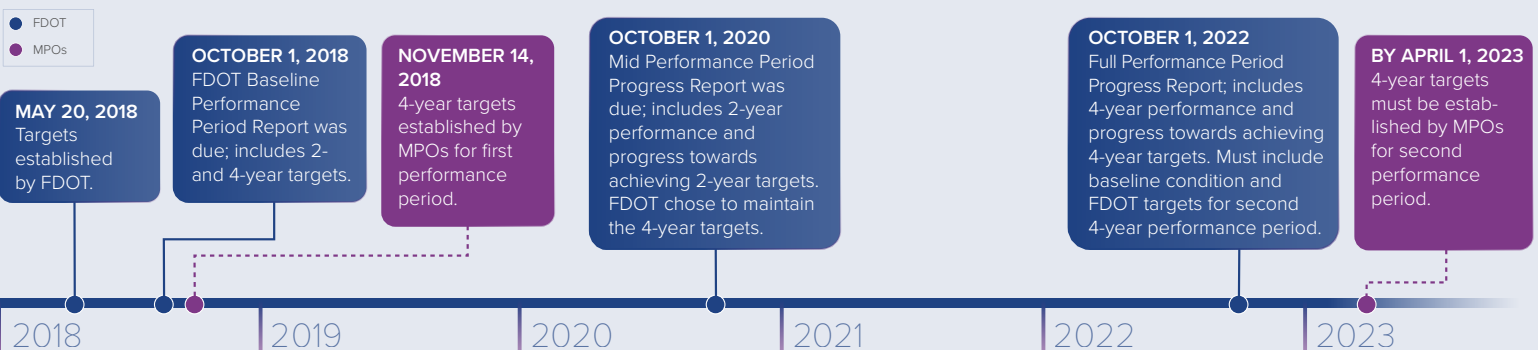 FDOT
MPOs
MAY 20, 2018
Targets
established
by FDOT.
OCTOBER 1, 2018
FDOT Baseline
Performance
Period Report was
due; includes 2-
and 4-year targets.
NOVEMBER 14,
2018
4-year targets
established by
MPOs for first
performance
period.
OCTOBER 1, 2020
Mid Performance Period
Progress Report was
due; includes 2-year
performance and
progress towards
achieving 2-year targets.
FDOT chose to maintain
the 4-year targets.
OCTOBER 1, 2022
Full Performance Period
Progress Report; includes
4-year performance and
progress towards achieving
4-year targets. Must include
baseline condition and
FDOT targets for second
4-year performance period.
BY APRIL 1, 2023
4-year targets
must be estab-
lished by MPOs
for second
performance
period.
2018
2019
2020
2021
2022
2023